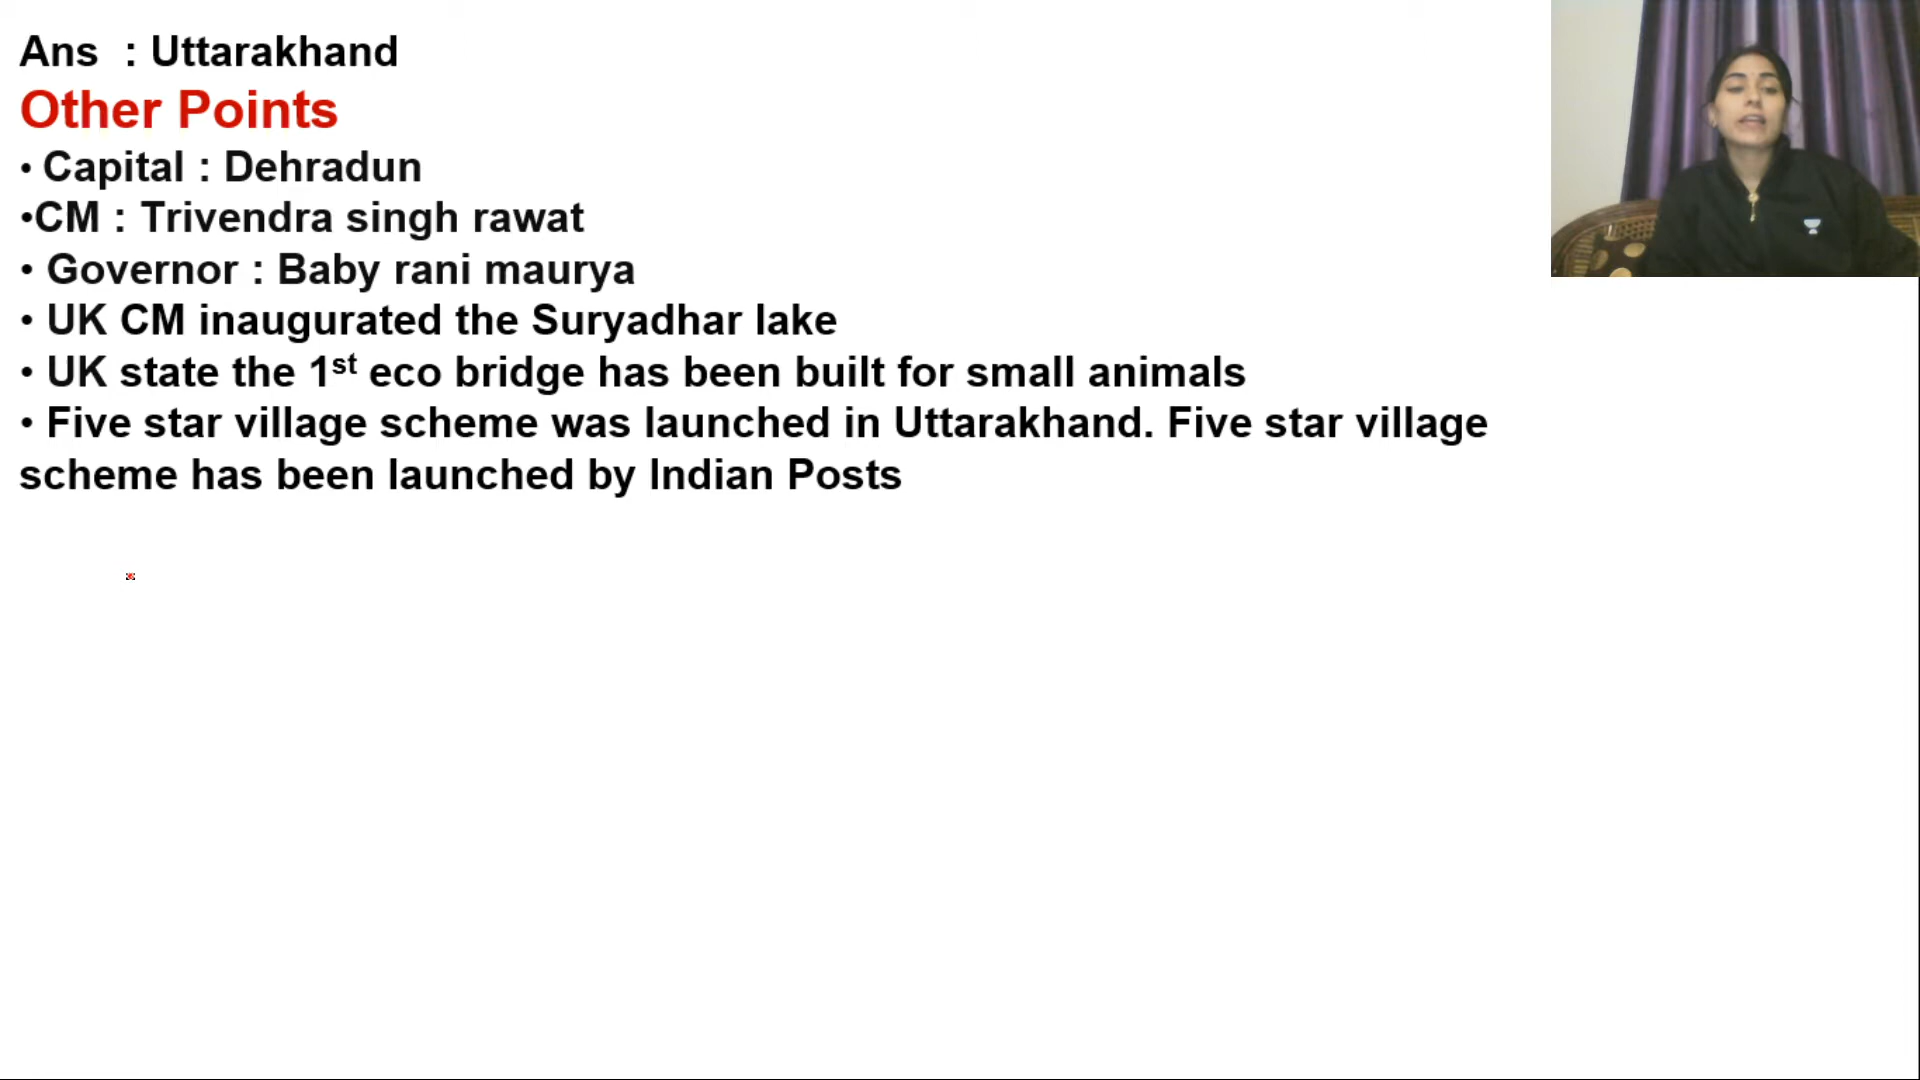 Ans : Uttarakhand
Other Points
• Capital : Dehradun
•CM : Trivendra singh rawat
• Governor : Baby rani maurya
• UK CM inaugurated the Suryadhar lake
• UK state the 1st eco bridge has been built for small animals
• Five star village scheme was launched in Uttarakhand. Five star village
scheme has been launched by Indian Posts